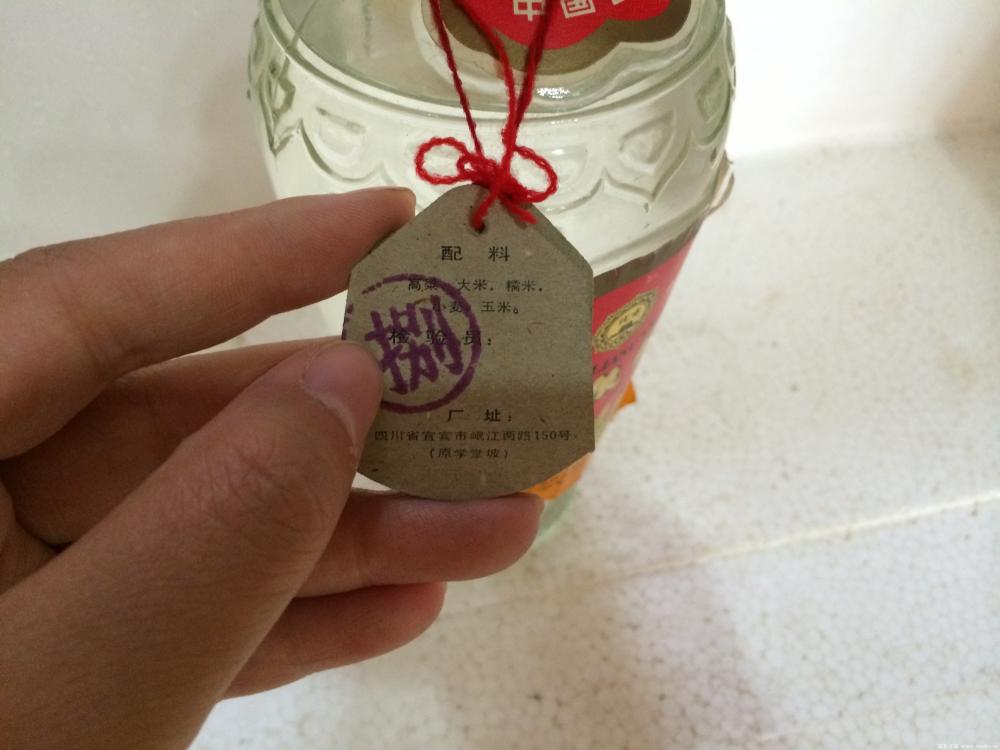 中国
配 料
高粱. 大米. 糯米.
小麦. 玉米。
检 验 员:
捌
厂 址:
四川省宜宾市岷江西路150号
(原学堂坡)